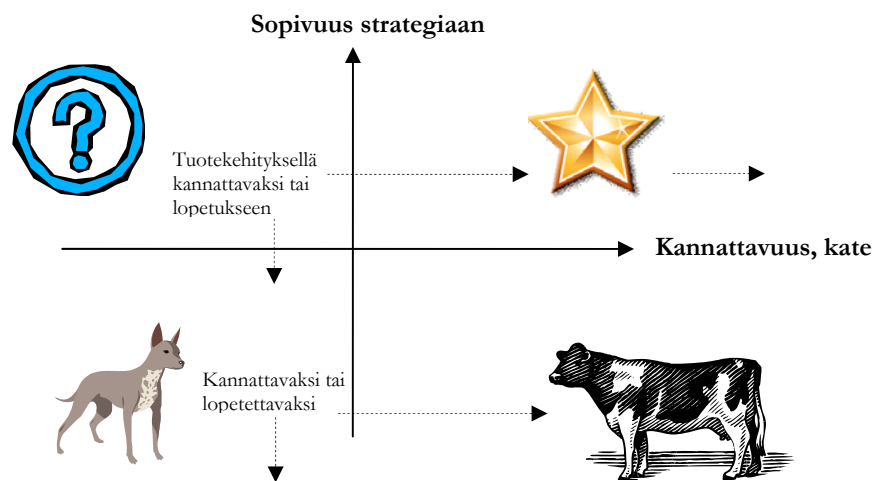 Sopivuus strategiaan
?
Tuotekehityksellä
kannattavaksi tai
lopetukseen
Kannattavuus, kate
Kannattavaksi tai
lopetettavaksi